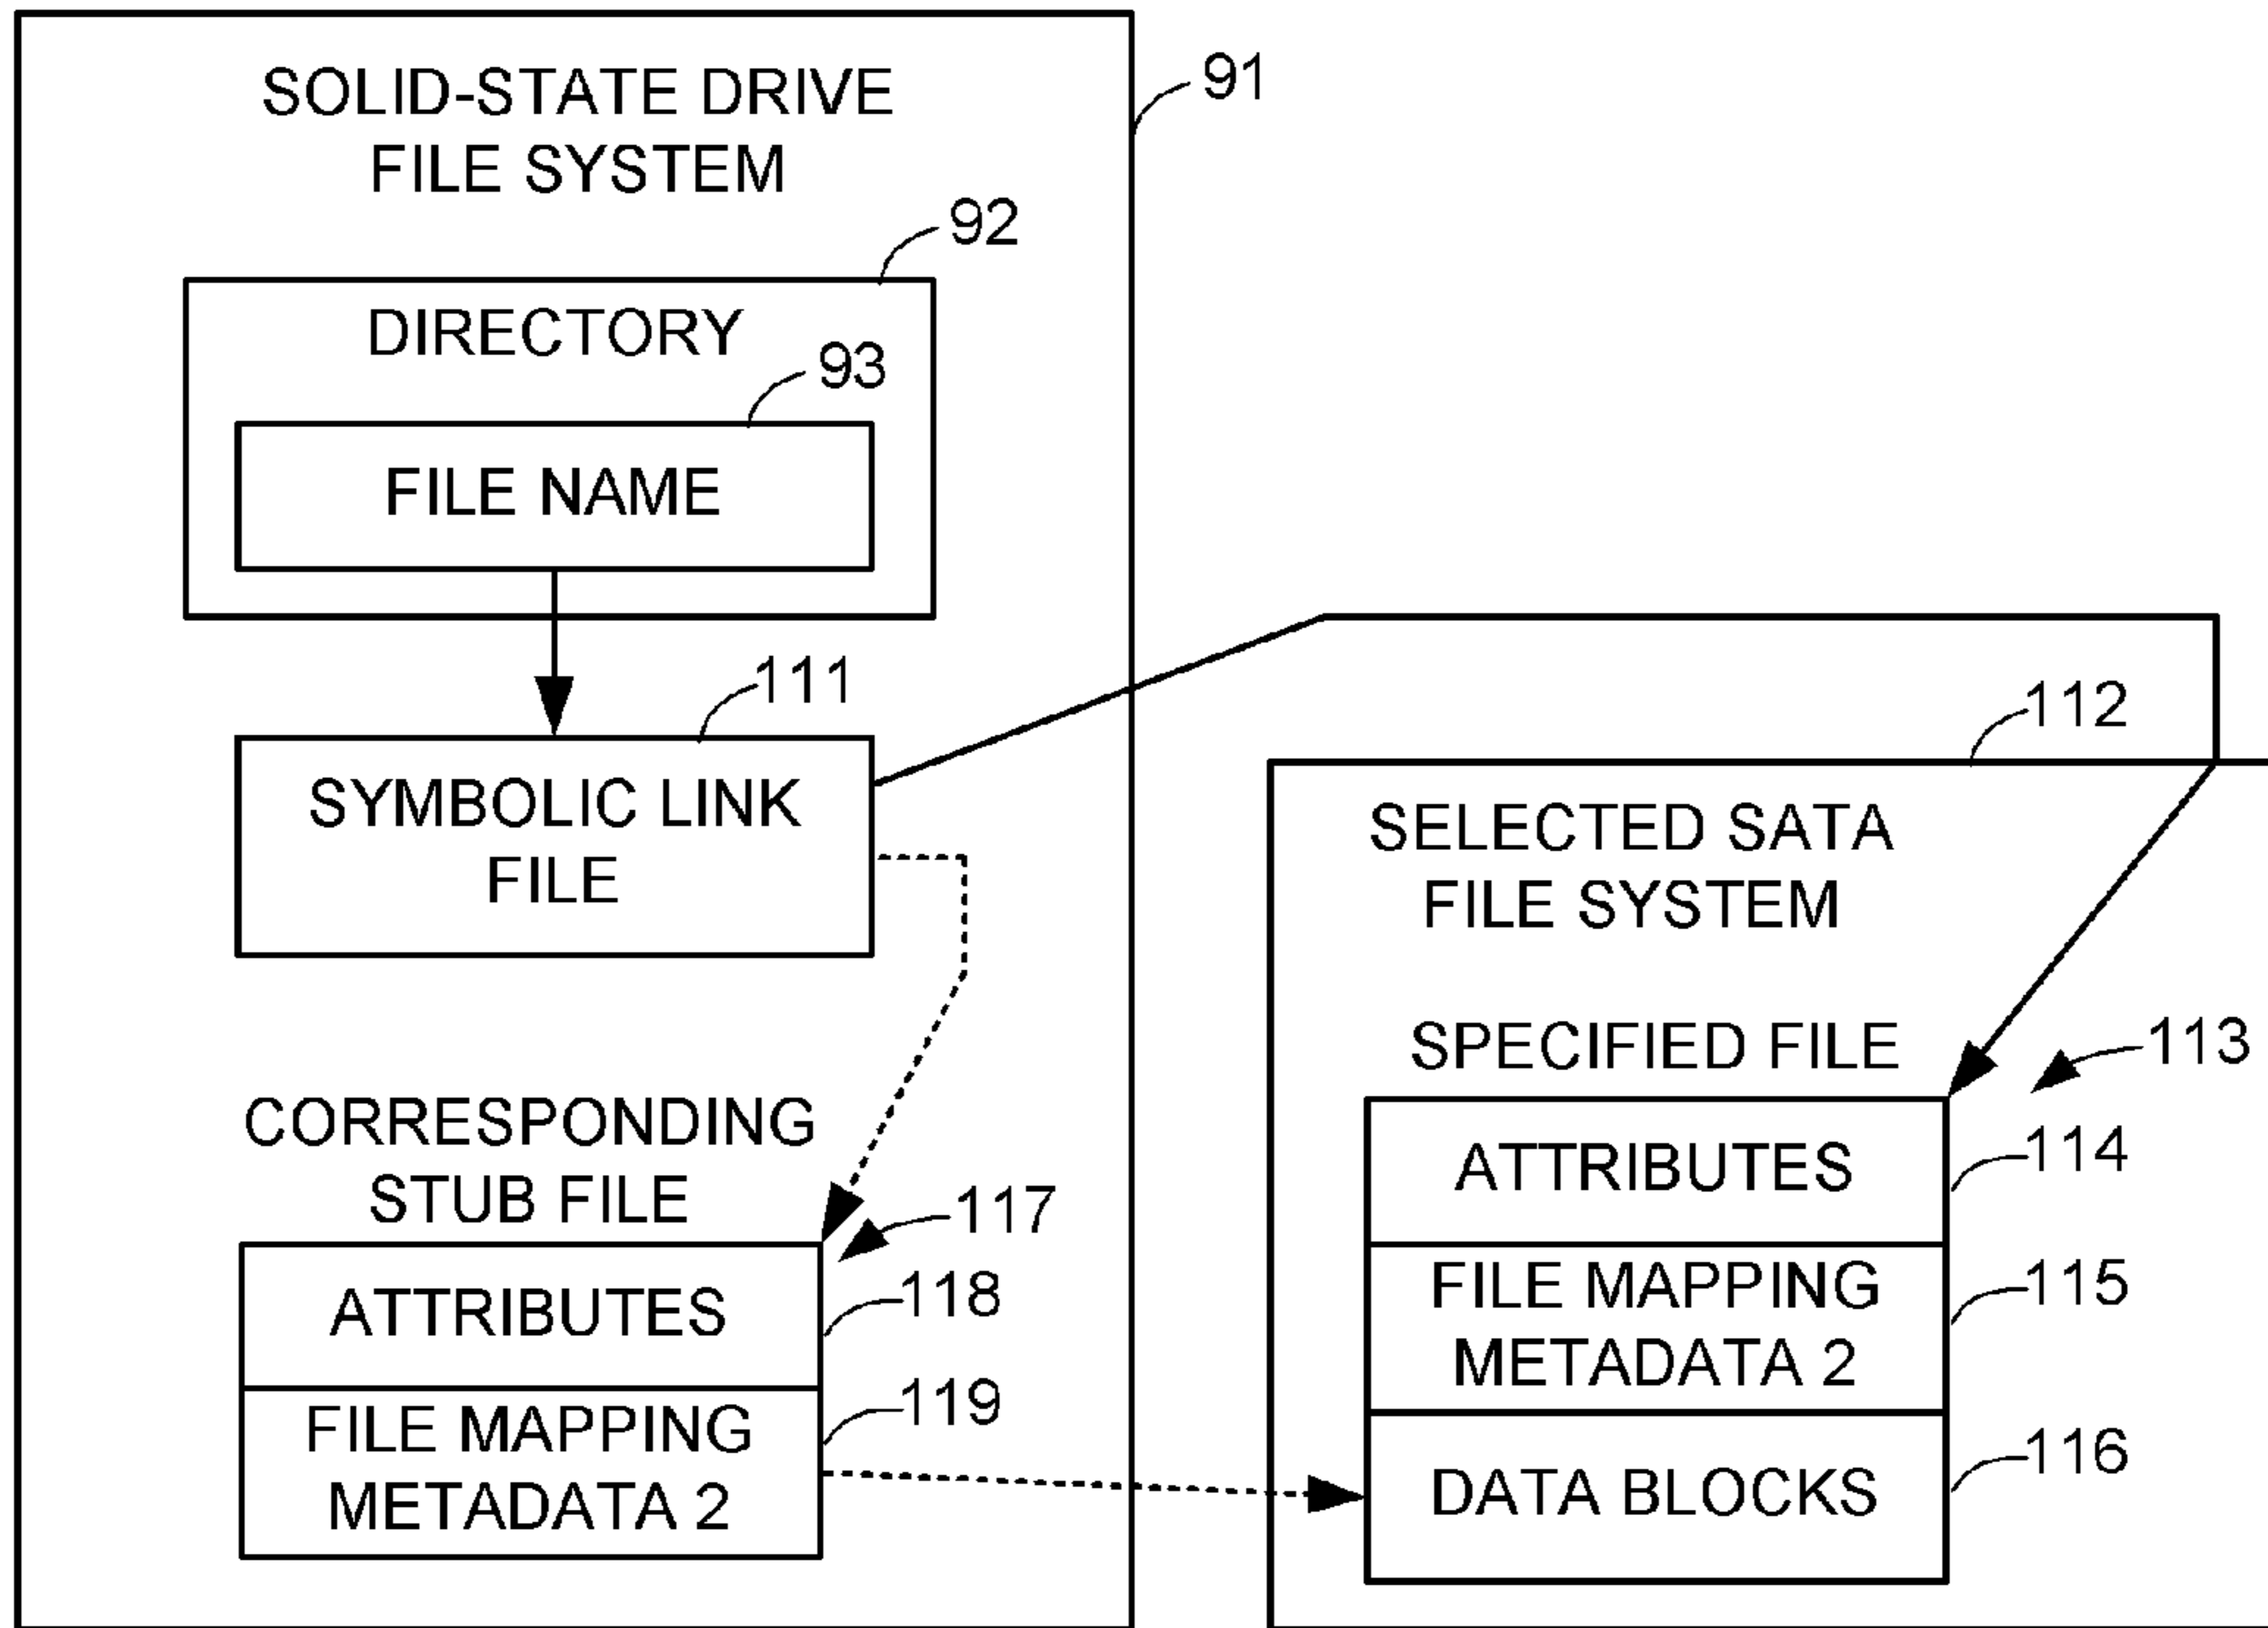 SOLID-STATE DRIVE
FILE SYSTEM
91
92
DIRECTORY
93
FILE NAME
111
SYMBOLIC LINK
FILE
CORRESPONDING
STUB FILE
117
ATTRIBUTES
118
FILE MAPPING
METADATA 2
119
112
SELECTED SATA
FILE SYSTEM
SPECIFIED FILE
113
ATTRIBUTES
114
FILE MAPPING
METADATA 2
115
DATA BLOCKS
116